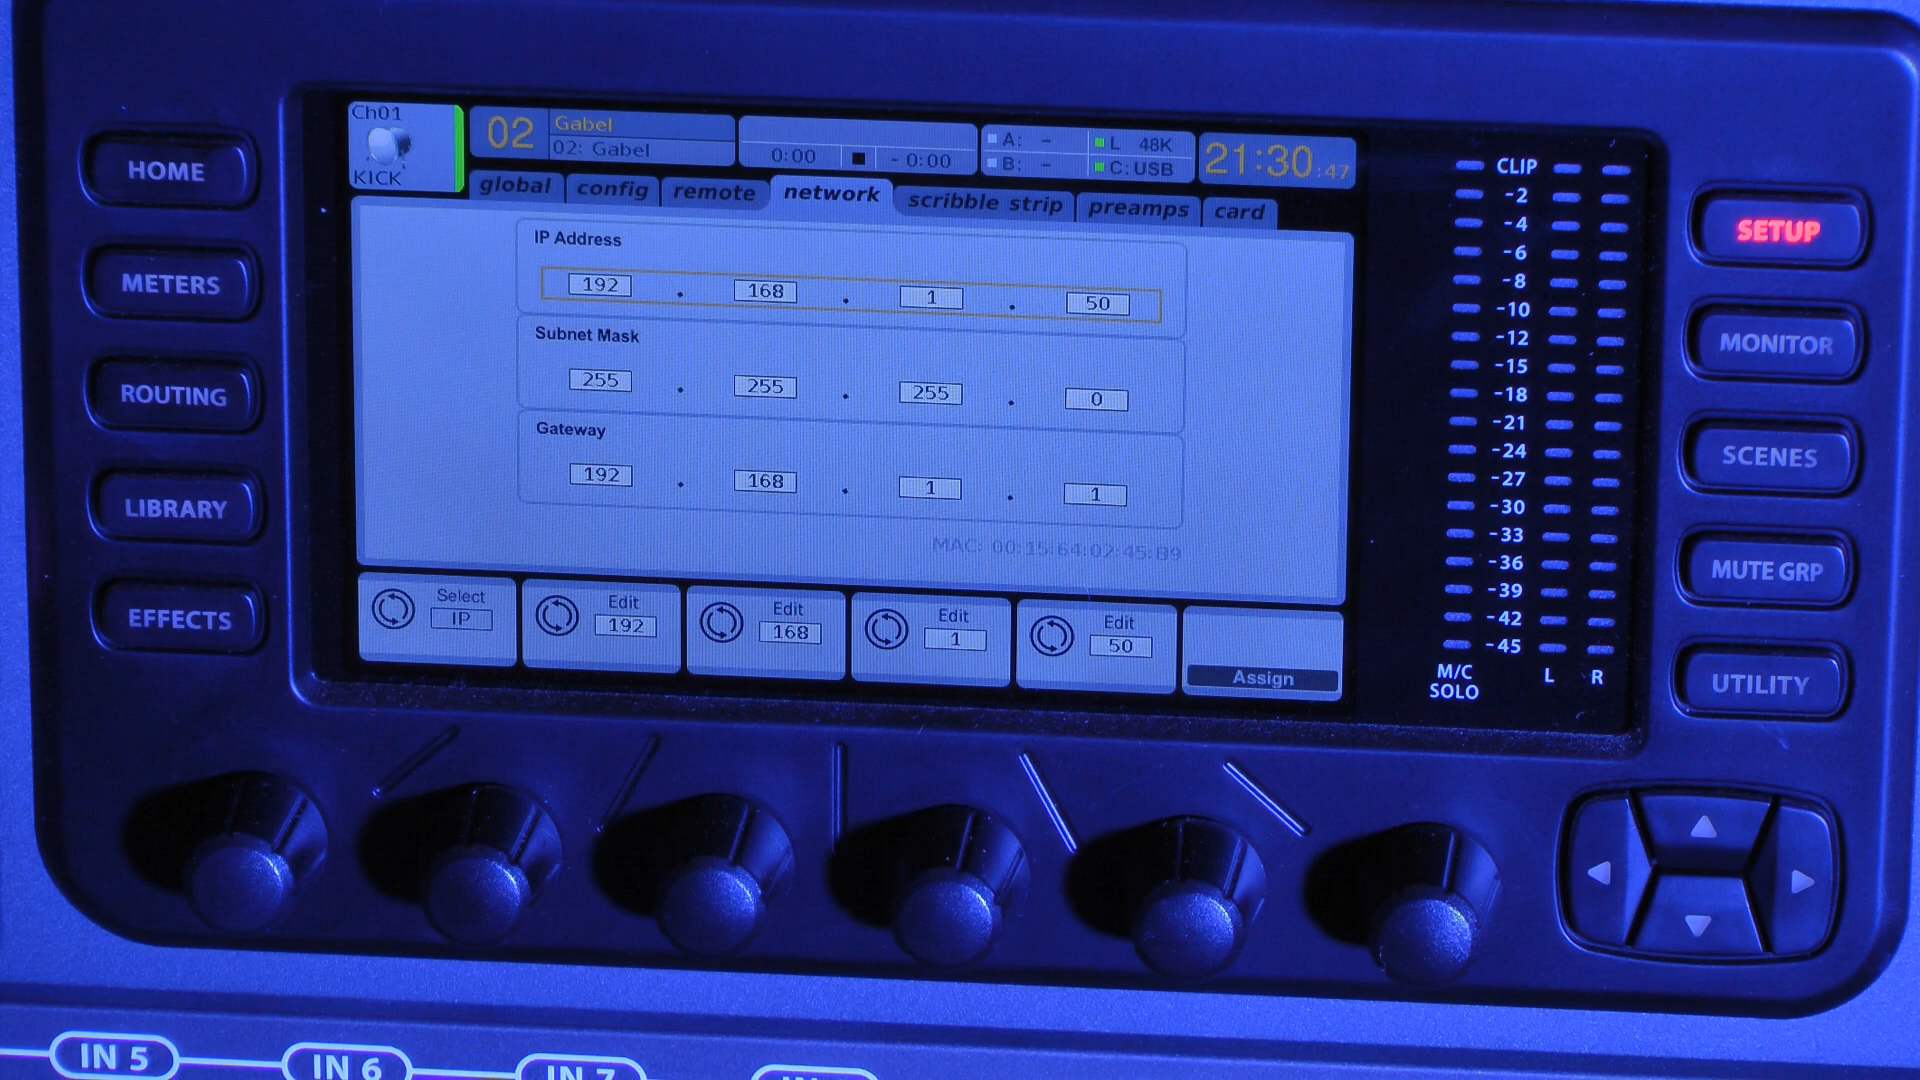 Ch01
KICK
02
Gabel
02: Gabel
0:00
- 0:00
A: -
B: -
L 48K
C: USB
21:30:47
global config remote network scribble strip preamps card
IP Address
192 . 168 . 1 . 50
Subnet Mask
255 . 255 . 255 . 0
Gateway
192 . 168 . 1 . 1
MAC: 00:15:64:02:45:B9
Select
IP
Edit
192
Edit
168
Edit
1
Edit
50
Assign
HOME
METERS
ROUTING
LIBRARY
EFFECTS
CLIP
-2
-4
-6
-8
-10
-12
-15
-18
-21
-24
-27
-30
-33
-36
-39
-42
-45
M/C
SOLO
L R
SETUP
MONITOR
SCENES
MUTE GRP
UTILITY
IN 5
IN 6
IN 7